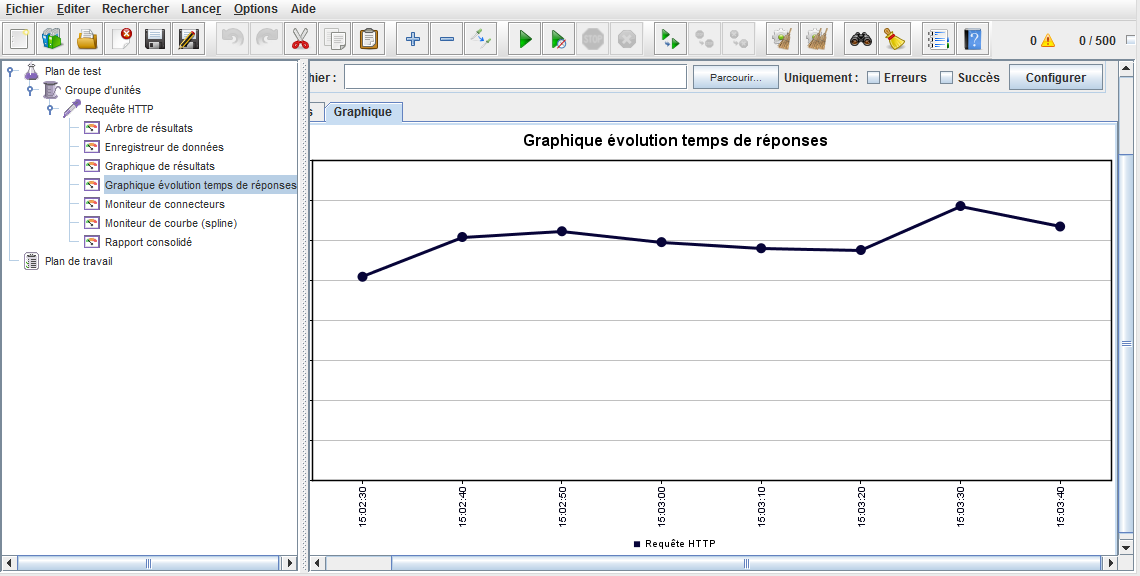 Fichier Editer Rechercher Lancer Options Aide
STOP
0 0 / 500
Plan de test
Groupe d'unités
Requête HTTP
Arbre de résultats
Enregistreur de données
Graphique de résultats
Graphique évolution temps de réponses
Moniteur de connecteurs
Moniteur de courbe (spline)
Rapport consolidé
Plan de travail
hier : Parcourir... Uniquement : Erreurs Succès Configurer
s Graphique
Graphique évolution temps de réponses
15:02:30 15:02:40 15:02:50 15:03:00 15:03:10 15:03:20 15:03:30 15:03:40
Requête HTTP